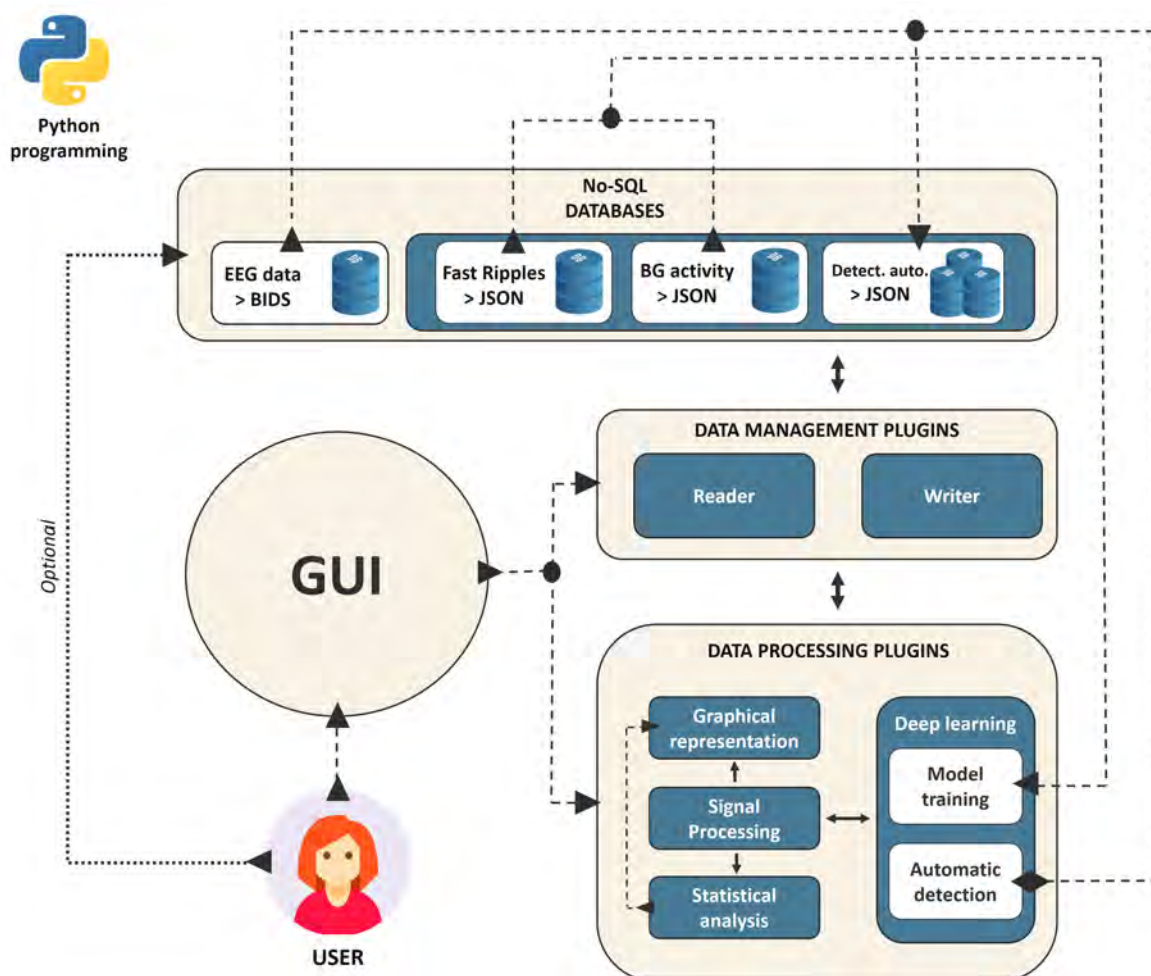 Python
programming
No-SQL
DATABASES
EEG data
> BIDS
Fast Ripples
> JSON
BG activity
> JSON
Detect. auto.
> JSON
DATA MANAGEMENT PLUGINS
Reader
Writer
Optional
GUI
DATA PROCESSING PLUGINS
Graphical
representation
Signal
Processing
Statistical
analysis
Deep learning
Model
training
Automatic
detection
USER